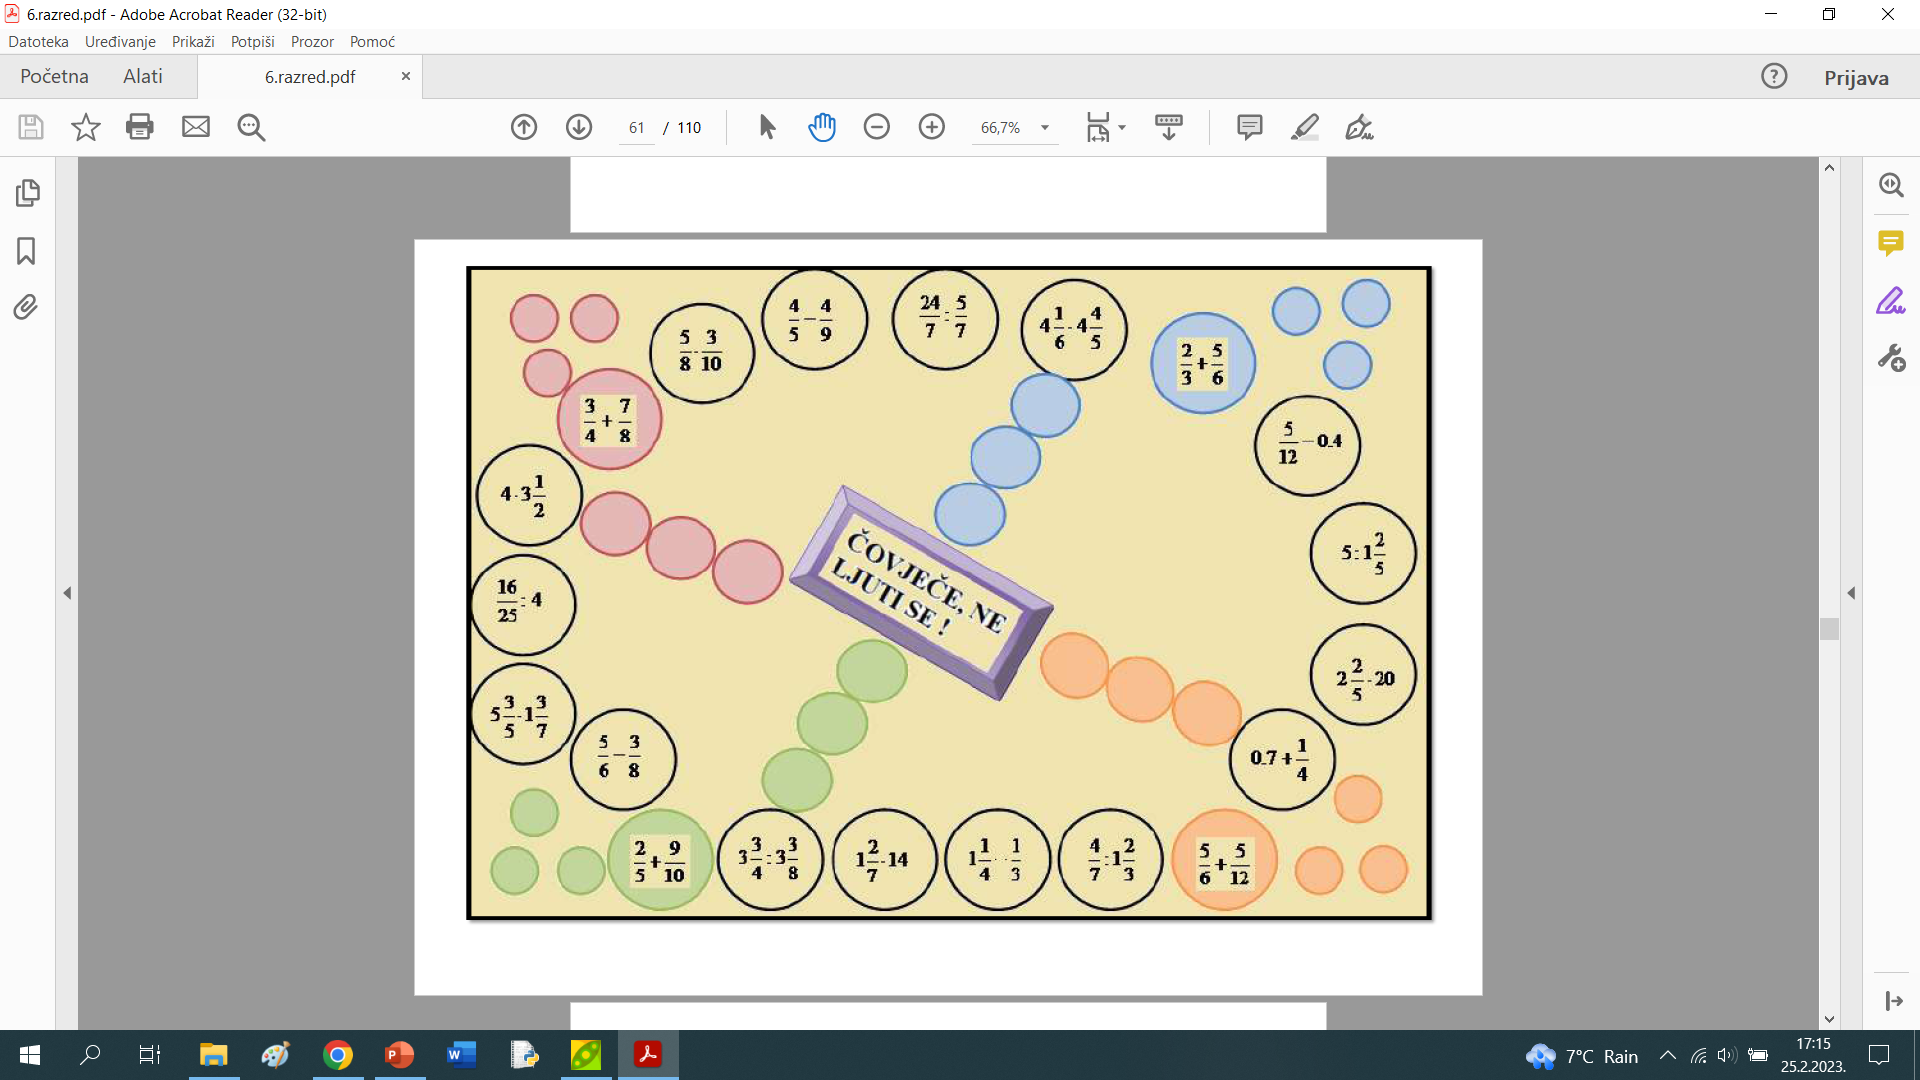 6.razred.pdf - Adobe Acrobat Reader (32-bit)
Datoteka Uređivanje Prikaži Potpiši Prozor Pomoć
Početna Alati 6.razred.pdf × Prijava
61 / 110 66,7%
4/5 − 4/9
24/7 : 5/7
4 1/6 · 4 4/5
5/8 · 3/10
2/3 + 5/6
3/4 + 7/8
5/12 − 0.4
4 · 3 1/2
5 : 1 2/5
ČOVJEČE, NE
LJUTI SE !
16/25 : 4
2 2/5 · 20
5 3/5 · 1 3/7
5/6 − 3/8
0.7 + 1/4
2/5 + 9/10
3 3/4 : 3 3/8
1 2/7 · 14
1 1/4 · 1/3
4/7 : 1 2/3
5/6 + 5/12
7°C Rain
17:15
25.2.2023.